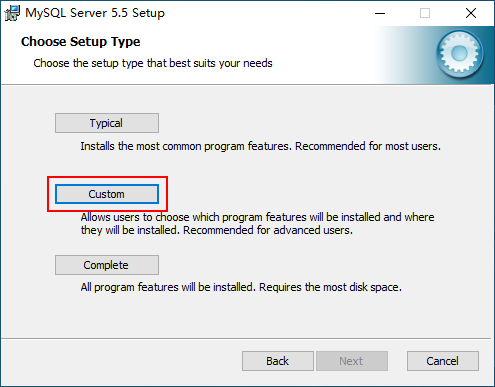 MySQL Server 5.5 Setup
Choose Setup Type
Choose the setup type that best suits your needs
Typical
Installs the most common program features. Recommended for most users.
Custom
Allows users to choose which program features will be installed and where
they will be installed. Recommended for advanced users.
Complete
All program features will be installed. Requires the most disk space.
Back
Next
Cancel